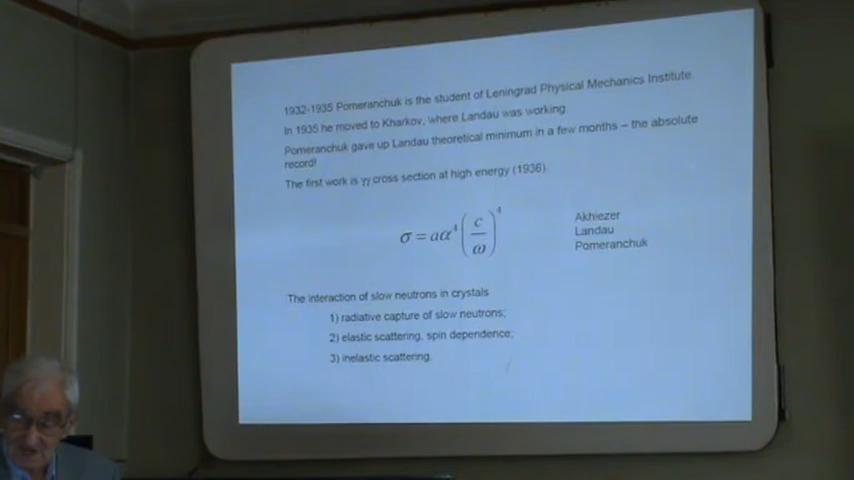 1932-1935 Pomeranchuk is the student of Leningrad Physical Mechanics Institute.
In 1935 he moved to Kharkov, where Landau was working.
Pomeranchuk gave up Landau theoretical minimum in a few months – the absolute
record!
The first work is γγ cross section at high energy (1936).
σ = aα⁴(c/ω)⁴
Akhiezer
Landau
Pomeranchuk
The interaction of slow neutrons in crystals
1) radiative capture of slow neutrons;
2) elastic scattering, spin dependence;
3) inelastic scattering.